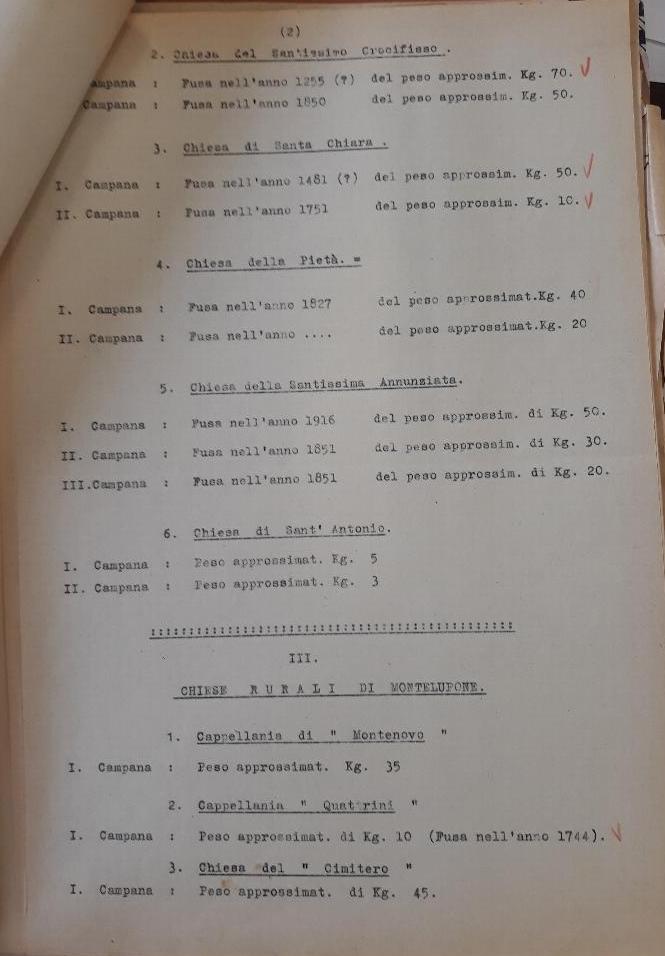 (2)
2. Chiesa del Santissimo Crocifisso .
ampana : Fusa nell'anno 1255 (?) del peso approssim. Kg. 70.
Campana : Fusa nell'anno 1850 del peso approssim. Kg. 50.
3. Chiesa di Santa Chiara .
I. Campana : Fusa nell'anno 1481 (?) del peso approssim. Kg. 50.
II. Campana : Fusa nell'anno 1751 del peso approssim. Kg. 10.
4. Chiesa della Pietà. =
I. Campana : Fusa nell'anno 1827 del peso approssimat.Kg. 40
II. Campana : Fusa nell'anno .... del peso approssimat.Kg. 20
5. Chiesa della Santissima Annunziata.
I. Campana : Fusa nell'anno 1916 del peso approssim. di Kg. 50.
II. Campana : Fusa nell'anno 1851 del peso approssim. di Kg. 30.
III.Campana : Fusa nell'anno 1851 del peso approssim. di Kg. 20.
6. Chiesa di Sant' Antonio.
I. Campana : Peso approssimat. Kg. 5
II. Campana : Peso approssimat. Kg. 3
::::::::::::::::::::::::::::::::::::::::::::::
III.
CHIESE R U R A L I DI MONTELUPONE.
1. Cappellania di " Montenovo "
I. Campana : Peso approssimat. Kg. 35
2. Cappellania " Quattrini "
I. Campana : Peso approssimat. di Kg. 10 (Fusa nell'anno 1744).
3. Chiesa del " Cimitero "
I. Campana : Peso approssimat. di Kg. 45.